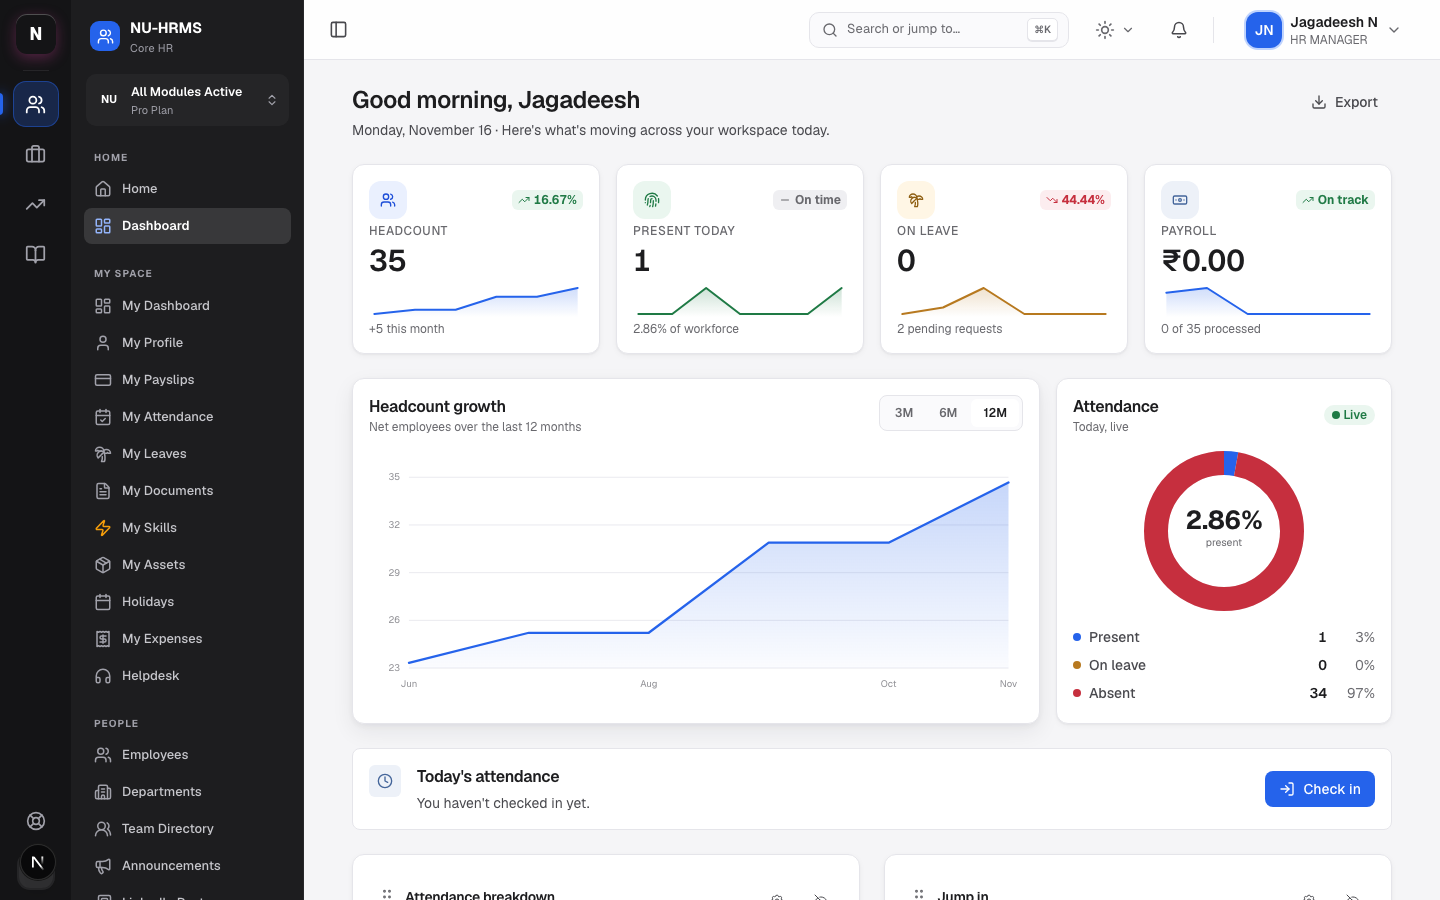 N
NU-HRMS
Core HR
NU
All Modules Active
Pro Plan
HOME
Home
Dashboard
MY SPACE
My Dashboard
My Profile
My Payslips
My Attendance
My Leaves
My Documents
My Skills
My Assets
Holidays
My Expenses
Helpdesk
PEOPLE
Employees
Departments
Team Directory
Announcements
N
Search or jump to...
⌘K
JN
Jagadeesh N
HR MANAGER
Good morning, Jagadeesh
Monday, November 16 · Here's what's moving across your workspace today.
Export
16.67%
HEADCOUNT
35
+5 this month
On time
PRESENT TODAY
1
2.86% of workforce
44.44%
ON LEAVE
0
2 pending requests
On track
PAYROLL
₹0.00
0 of 35 processed
Headcount growth
Net employees over the last 12 months
3M 6M 12M
35
32
29
26
23
Jun Aug Oct Nov
Attendance
Today, live
Live
2.86%
present
Present 1 3%
On leave 0 0%
Absent 34 97%
Today's attendance
You haven't checked in yet.
Check in
Attendance breakdown
Jump in